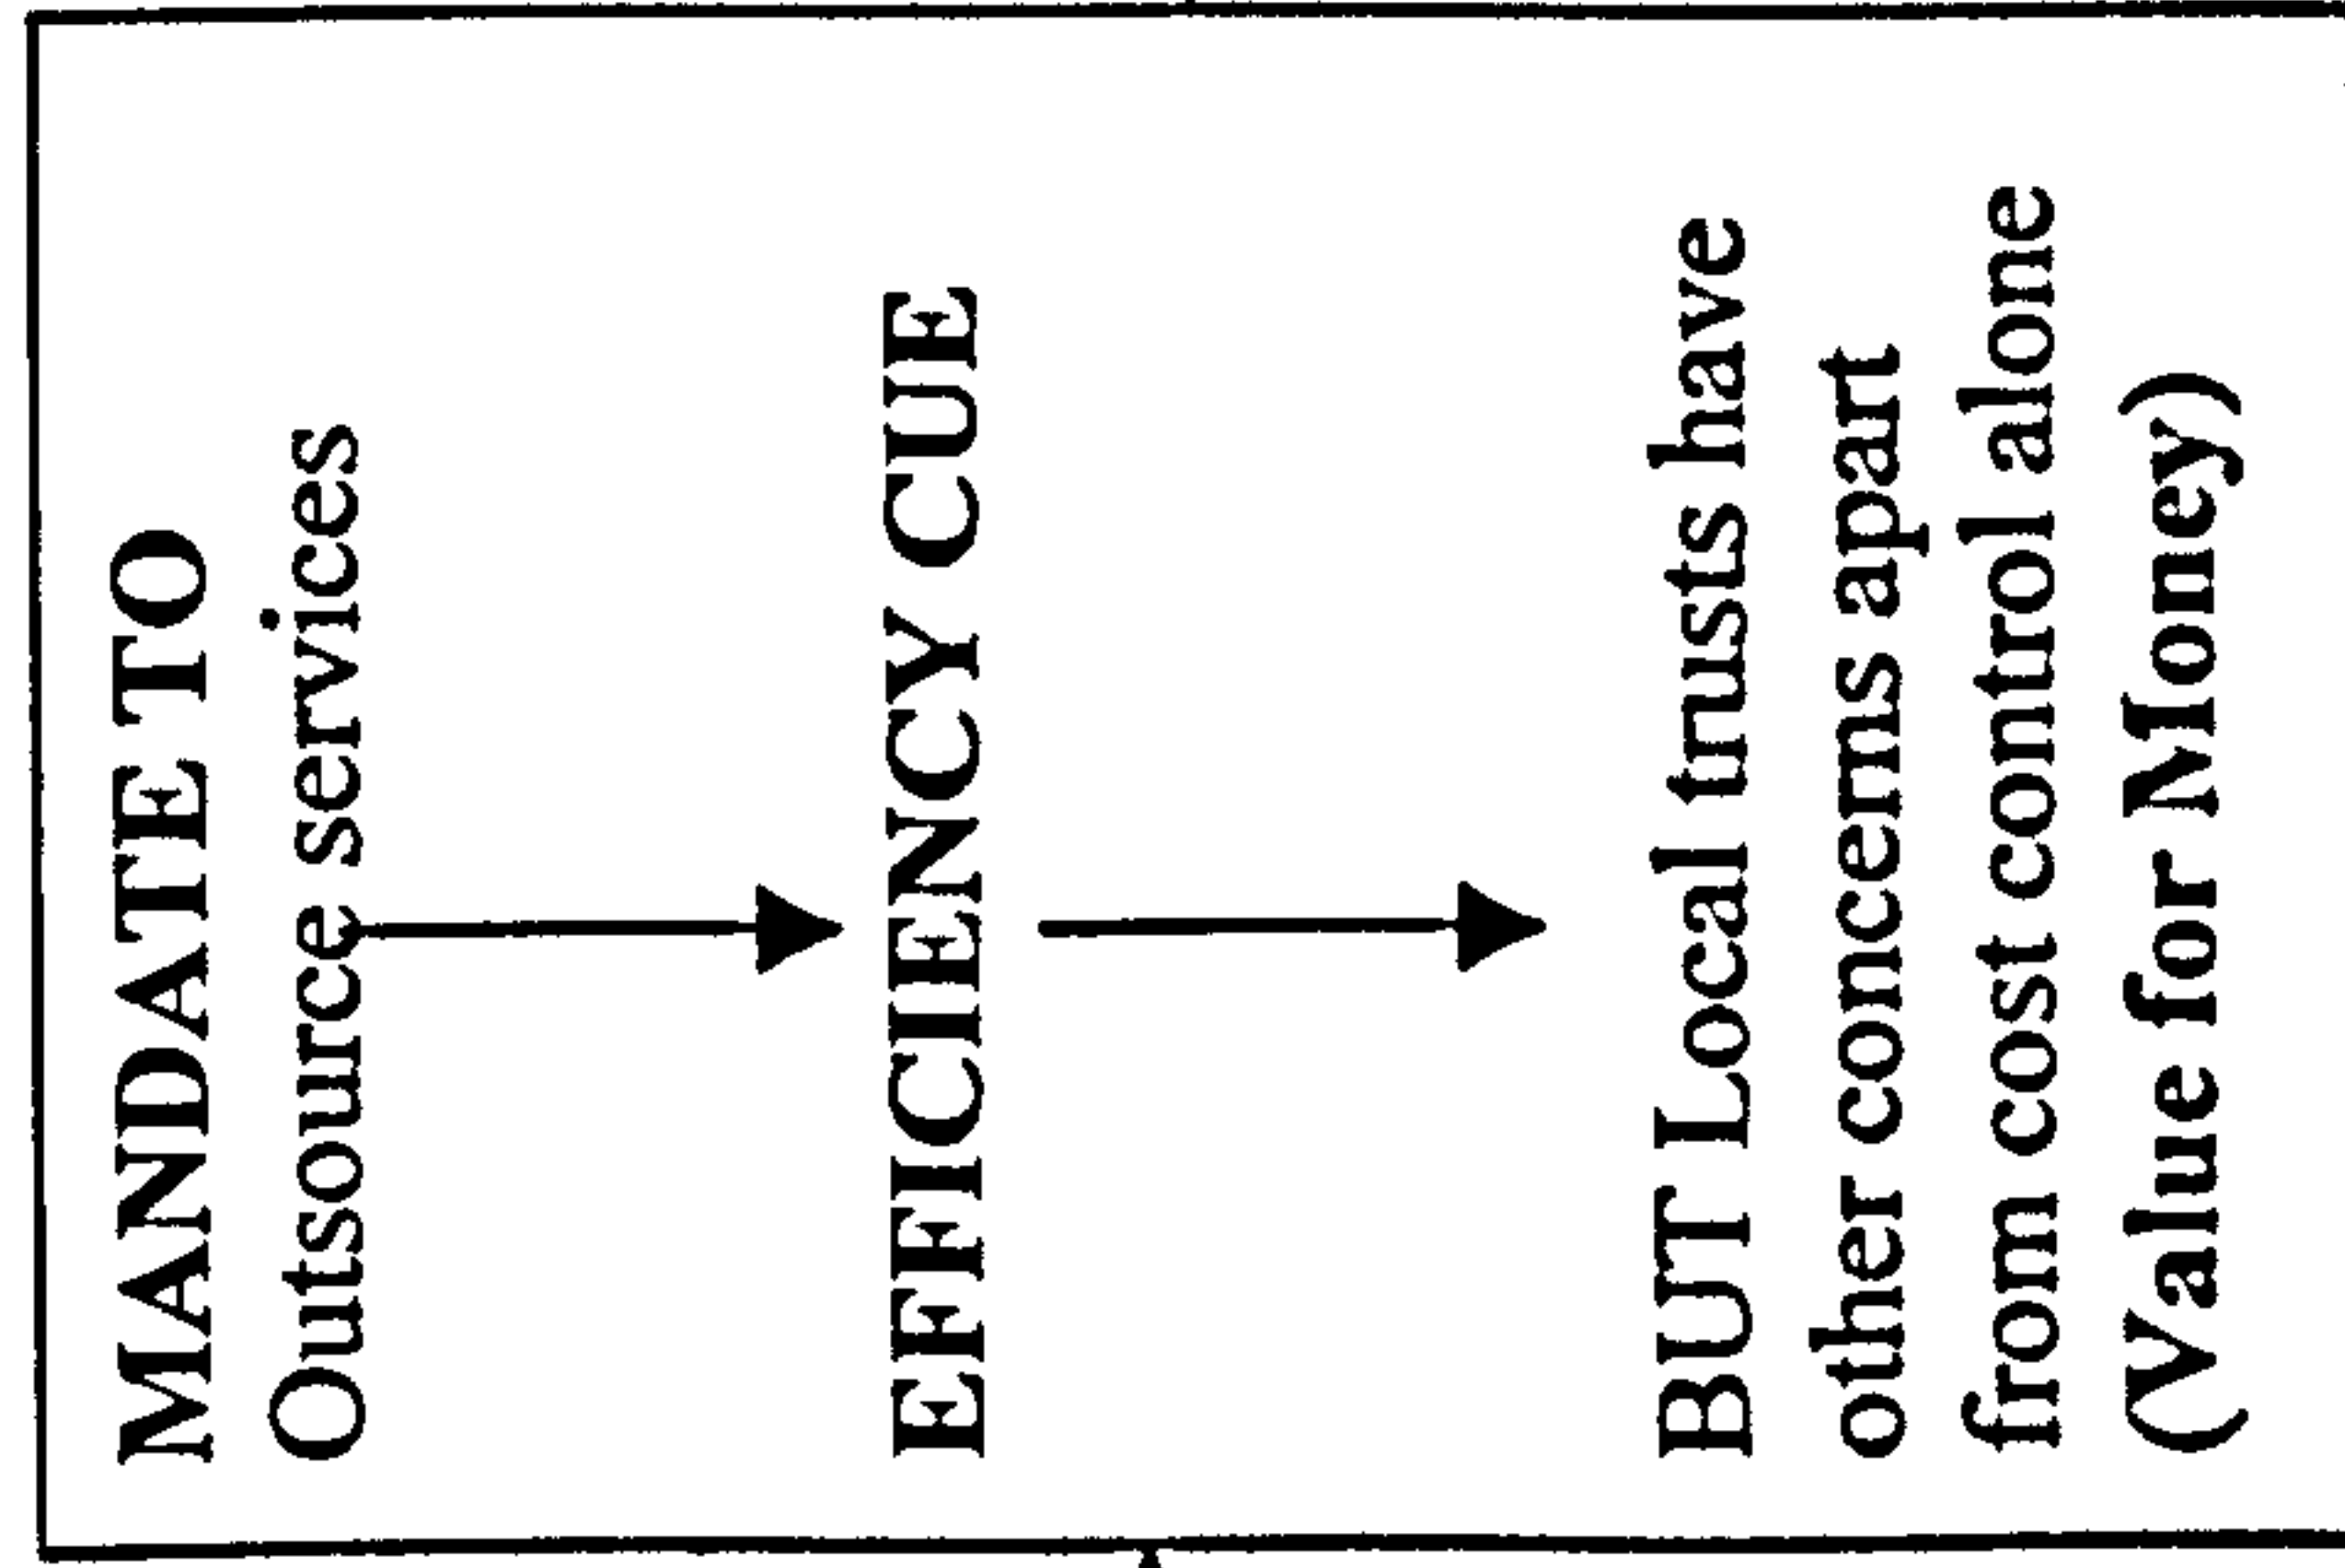 MANDATE TO
Outsource services
EFFICIENCY CUE
BUT Local trusts have
other concerns apart
from cost control alone
(Value for Money)